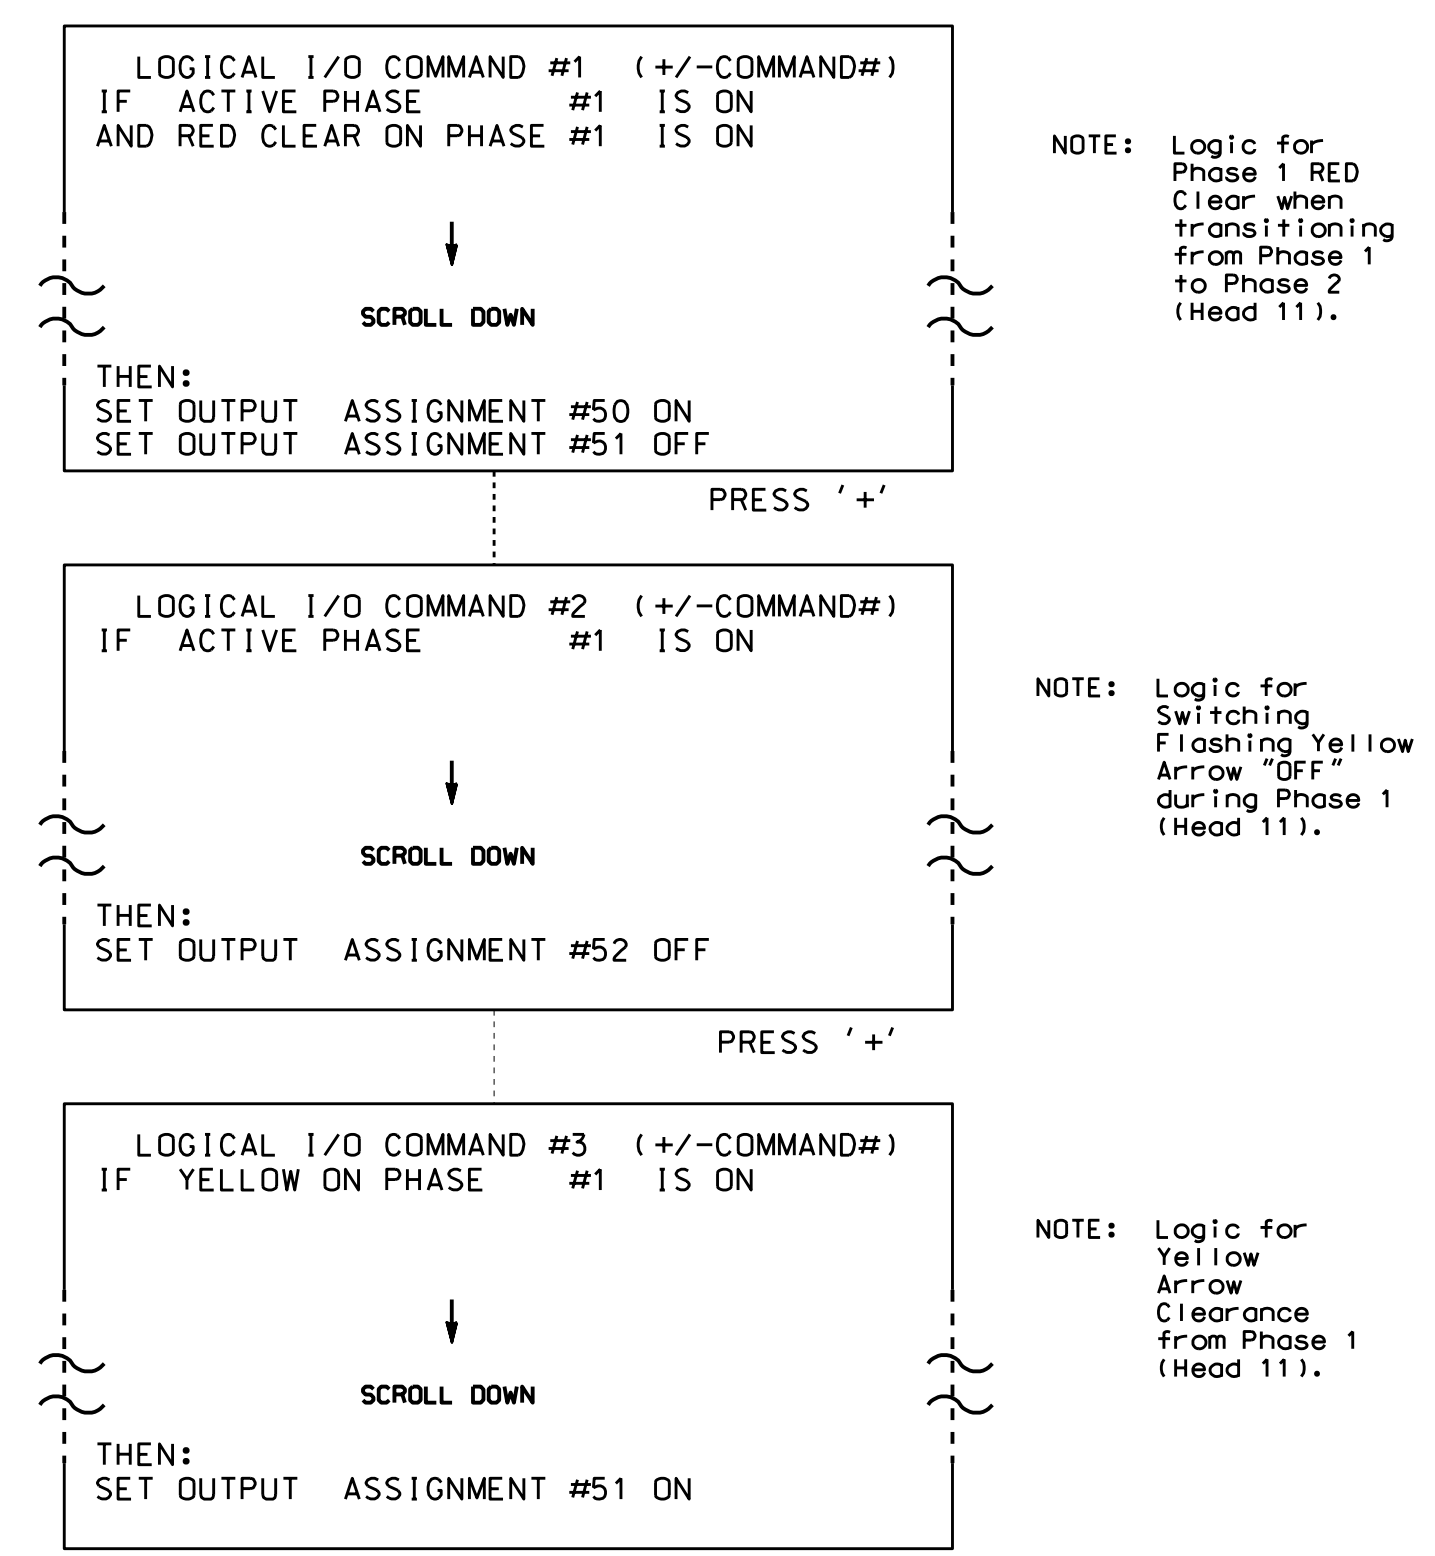 LOGICAL I/O COMMAND #1 (+/-COMMAND#)
IF ACTIVE PHASE #1 IS ON
AND RED CLEAR ON PHASE #1 IS ON
SCROLL DOWN
THEN:
SET OUTPUT ASSIGNMENT #50 ON
SET OUTPUT ASSIGNMENT #51 OFF
NOTE: Logic for
Phase 1 RED
Clear when
transitioning
from Phase 1
to Phase 2
(Head 11).
PRESS '+'
LOGICAL I/O COMMAND #2 (+/-COMMAND#)
IF ACTIVE PHASE #1 IS ON
SCROLL DOWN
THEN:
SET OUTPUT ASSIGNMENT #52 OFF
NOTE: Logic for
Switching
Flashing Yellow
Arrow "OFF"
during Phase 1
(Head 11).
PRESS '+'
LOGICAL I/O COMMAND #3 (+/-COMMAND#)
IF YELLOW ON PHASE #1 IS ON
SCROLL DOWN
THEN:
SET OUTPUT ASSIGNMENT #51 ON
NOTE: Logic for
Yellow
Arrow
Clearance
from Phase 1
(Head 11).